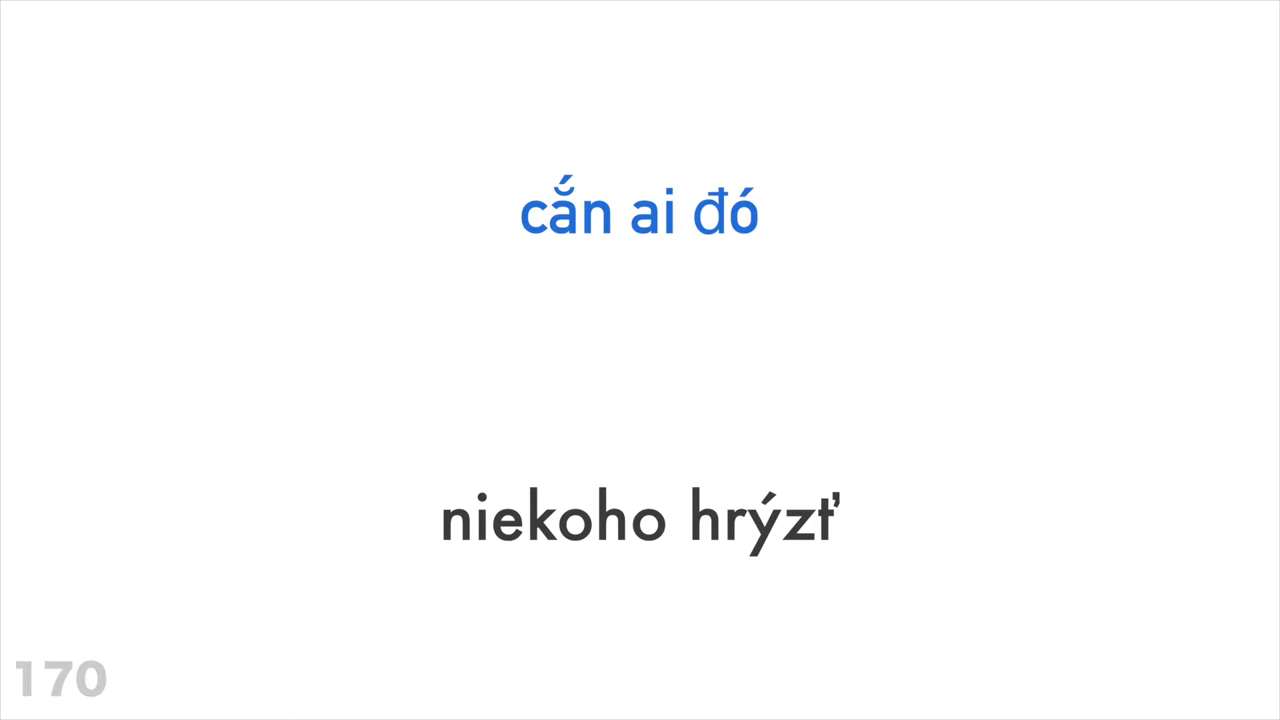 cắn ai đó
niekoho hrýzť
170